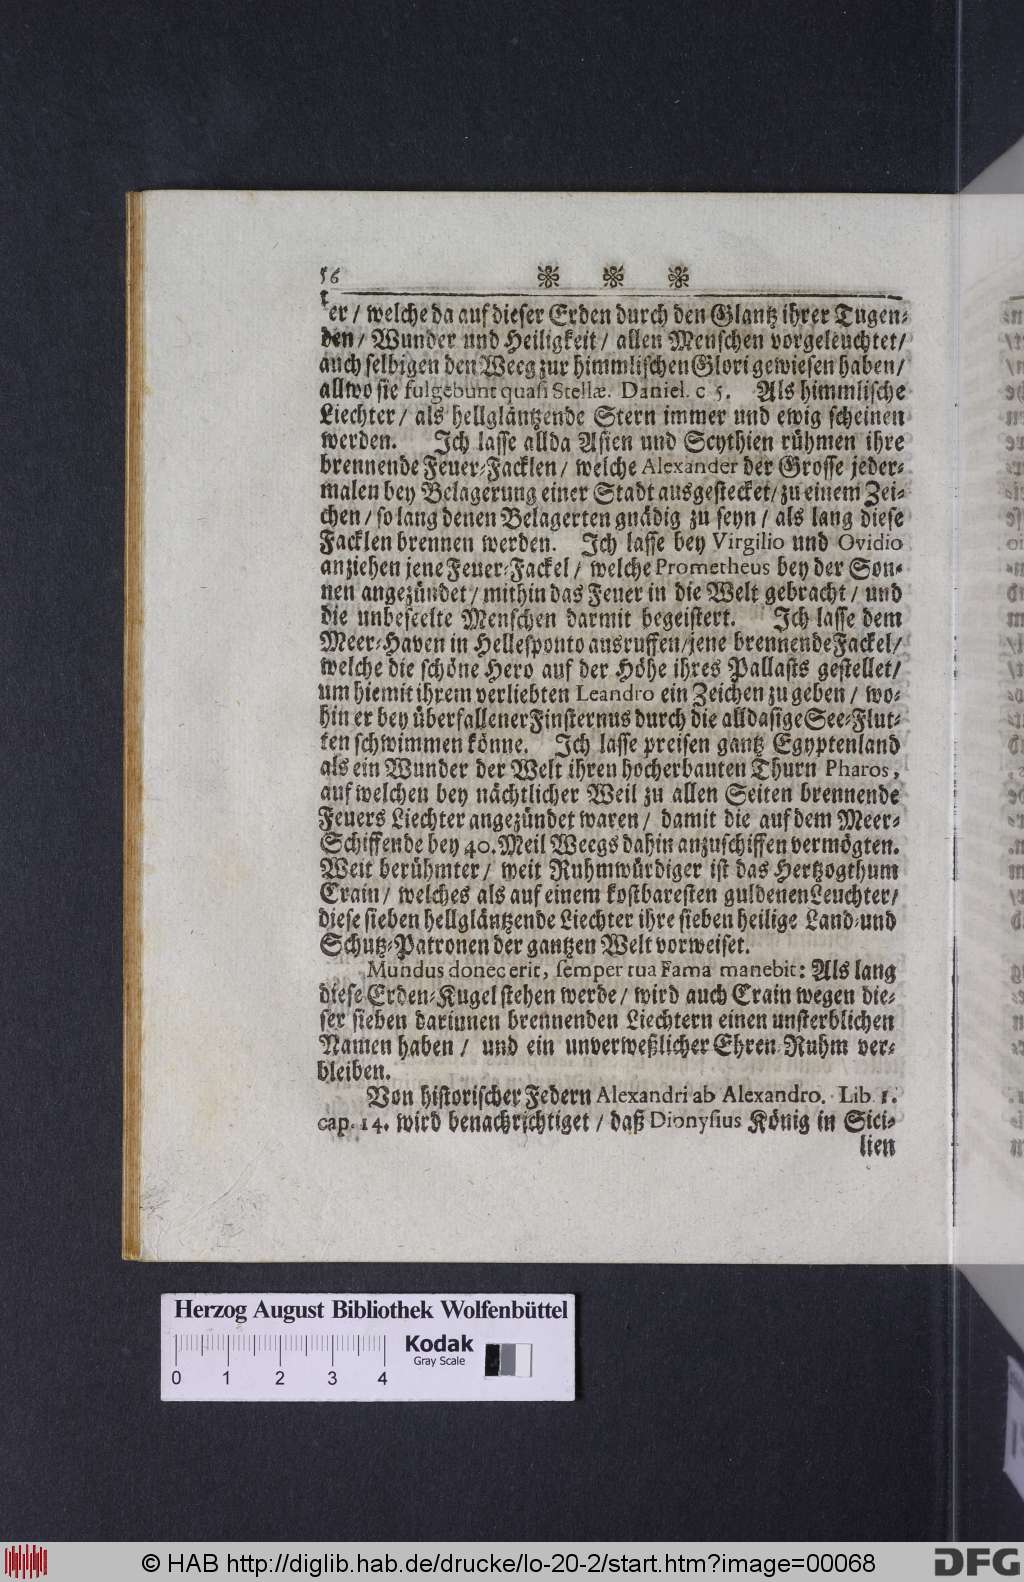 56
ter / welche da auf dieser Erden durch den Glantz ihrer Tugen-
den / Wunder und Heiligkeit / allen Menschen vorgeleuchtet /
auch selbigen den Weeg zur himmlischen Glori gewiesen haben /
allwo sie fulgebunt quasi Stellæ. Daniel. c 5. Als himmlische
Liechter / als hellgläntzende Stern immer und ewig scheinen
werden. Ich lasse allda Asien und Scythien rühmen ihre
brennende Feuer-Facklen / welche Alexander der Grosse jeder-
malen bey Belagerung einer Stadt ausgestecket / zu einem Zei-
chen / so lang denen Belagerten gnädig zu seyn / als lang diese
Facklen brennen werden. Ich lasse bey Virgilio und Ovidio
anziehen jene Feuer-Fackel / welche Prometheus bey der Son-
nen angezündet / mithin das Feuer in die Welt gebracht / und
die unbeseelte Menschen darmit begeistert. Ich lasse dem
Meer-Haven in Hellesponto ausruffen / jene brennende Fackel /
welche die schöne Hero auf der Höhe ihres Pallasts gestellet /
um hiemit ihrem verliebten Leandro ein Zeichen zu geben / wo-
hin er bey überfallener Finsternus durch die alldasige See-Flut-
ten schwimmen könne. Ich lasse preisen gantz Egyptenland
als ein Wunder der Welt ihren hocherbauten Thurn Pharos,
auf welchen bey nächtlicher Weil zu allen Seiten brennende
Feuers Liechter angezündet waren / damit die auf dem Meer-
Schiffende bey 40. Meil Weegs dahin anzuschiffen vermögten.
Weit berühmter / weit Ruhmwürdiger ist das Hertzogthum
Crain / welches als auf einem kostbaresten guldenen Leuchter /
diese sieben hellgläntzende Liechter ihre sieben heilige Land- und
Schutz-Patronen der gantzen Welt vorweiset.
Mundus donec erit, semper tua Fama manebit: Als lang
diese Erden-Kugel stehen werde / wird auch Crain wegen die-
ser sieben dariunen brennenden Liechtern einen unsterblichen
Namen haben / und ein unverweßlicher Ehren Ruhm ver-
bleiben.
Von historischer Federn Alexandri ab Alexandro. Lib. 1.
cap. 14. wird benachrichtiget / daß Dionysius König in Sici-
lien
Herzog August Bibliothek Wolfenbüttel
Kodak
Gray Scale
0 1 2 3 4
© HAB http://diglib.hab.de/drucke/lo-20-2/start.htm?image=00068
DFG